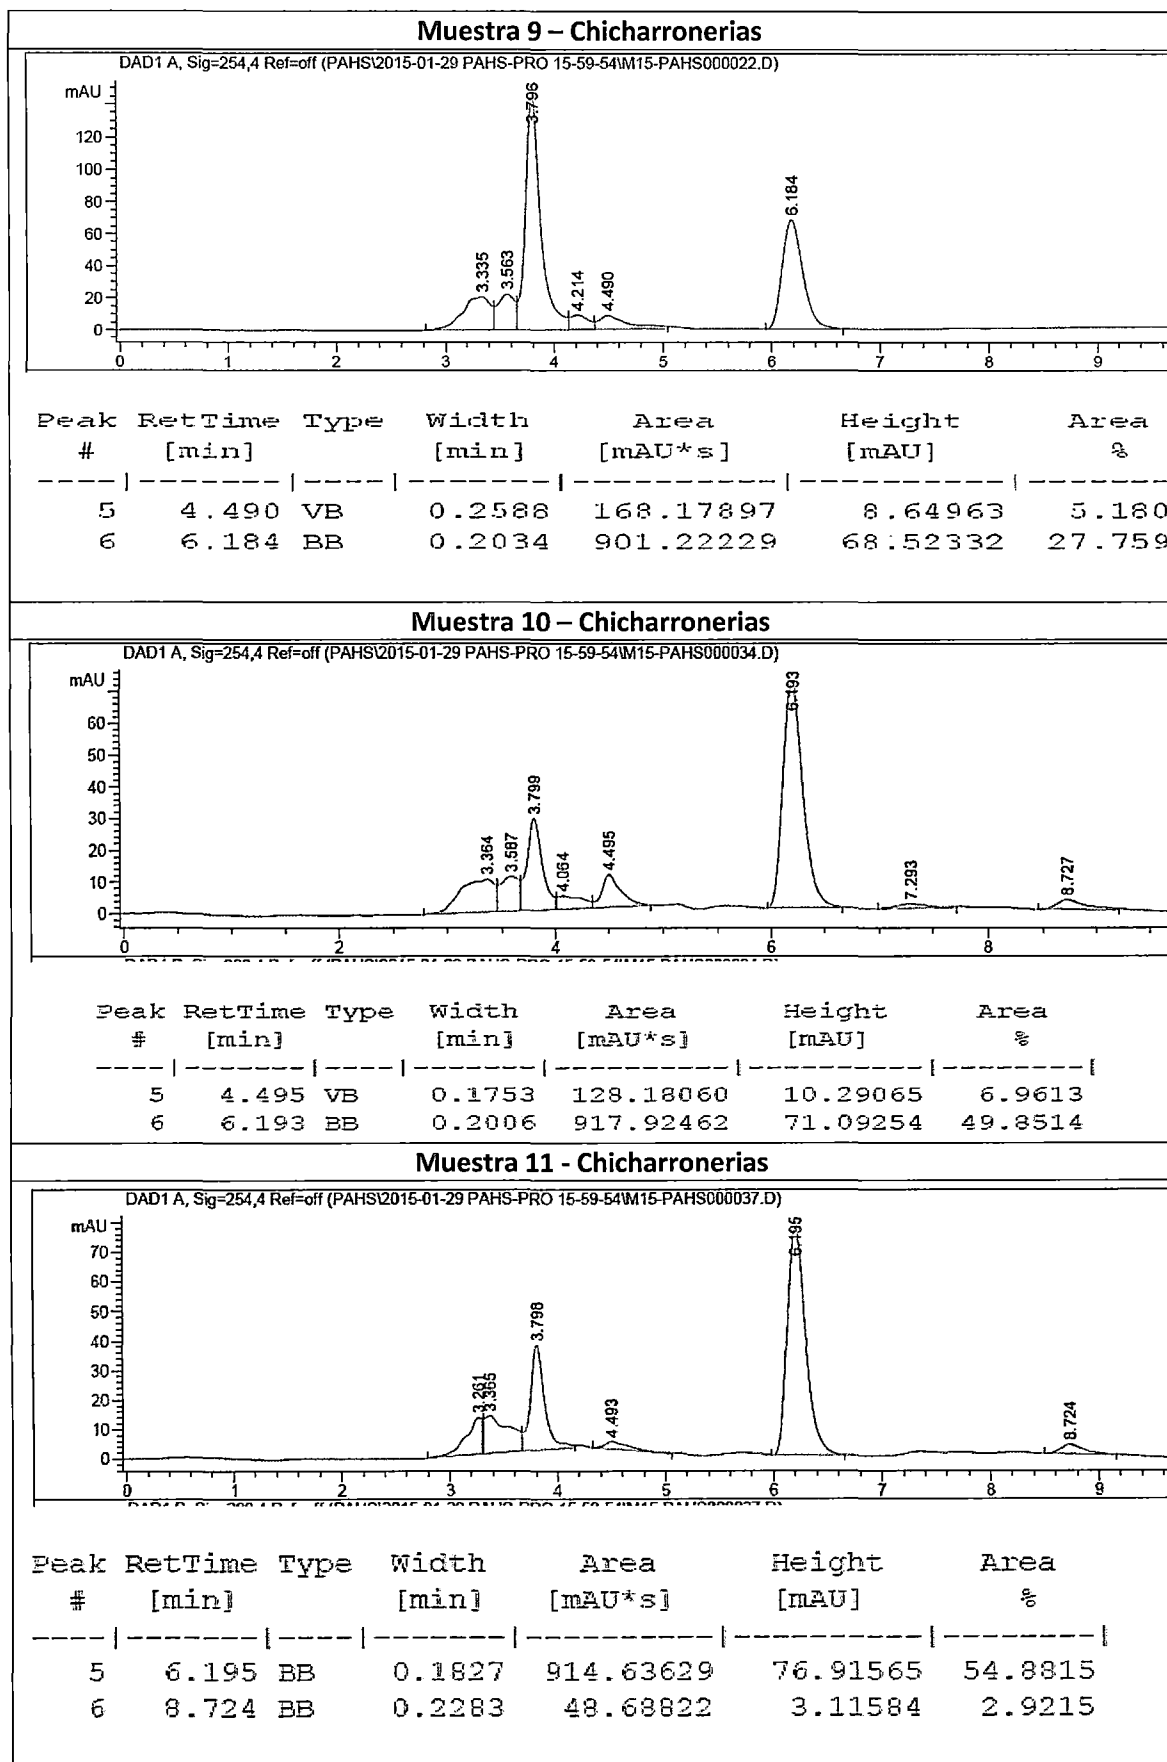 Muestra 9 – Chicharronerias
DAD1 A, Sig=254,4 Ref=off (PAHS\2015-01-29 PAHS-PRO 15-59-54\M15-PAHS000022.D)
mAU
120
100
80
60
40
20
0
3.335
3.563
3.796
4.214
4.490
6.184
0 1 2 3 4 5 6 7 8 9
Peak RetTime Type Width Area Height Area
# [min] [min] [mAU*s] [mAU] %
----|-------|----|-------|----------|----------|-------
5 4.490 VB 0.2588 168.17897 8.64963 5.180
6 6.184 BB 0.2034 901.22229 68.52332 27.759
Muestra 10 – Chicharronerias
DAD1 A, Sig=254,4 Ref=off (PAHS\2015-01-29 PAHS-PRO 15-59-54\M15-PAHS000034.D)
mAU
60
50
40
30
20
10
0
3.364
3.587
3.799
4.064
4.495
6.193
7.293
8.727
0 2 4 6 8
Peak RetTime Type Width Area Height Area
# [min] [min] [mAU*s] [mAU] %
----|-------|----|-------|----------|----------|--------|
5 4.495 VB 0.1753 128.18060 10.29065 6.9613
6 6.193 BB 0.2006 917.92462 71.09254 49.8514
Muestra 11 - Chicharronerias
DAD1 A, Sig=254,4 Ref=off (PAHS\2015-01-29 PAHS-PRO 15-59-54\M15-PAHS000037.D)
mAU
70
60
50
40
30
20
10
0
3.261
3.365
3.798
4.493
6.195
8.724
0 1 2 3 4 5 6 7 8 9
Peak RetTime Type Width Area Height Area
# [min] [min] [mAU*s] [mAU] %
----|-------|----|-------|----------|----------|--------|
5 6.195 BB 0.1827 914.63629 76.91565 54.8815
6 8.724 BB 0.2283 48.68822 3.11584 2.9215